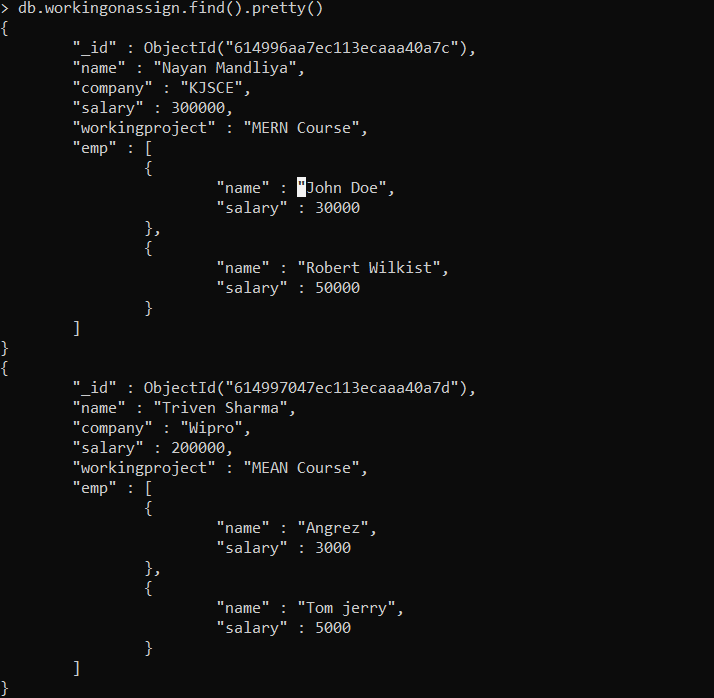 > db.workingonassign.find().pretty()
{
"_id" : ObjectId("614996aa7ec113ecaaa40a7c"),
"name" : "Nayan Mandliya",
"company" : "KJSCE",
"salary" : 300000,
"workingproject" : "MERN Course",
"emp" : [
{
"name" : "John Doe",
"salary" : 30000
},
{
"name" : "Robert Wilkist",
"salary" : 50000
}
]
}
{
"_id" : ObjectId("614997047ec113ecaaa40a7d"),
"name" : "Triven Sharma",
"company" : "Wipro",
"salary" : 200000,
"workingproject" : "MEAN Course",
"emp" : [
{
"name" : "Angrez",
"salary" : 3000
},
{
"name" : "Tom jerry",
"salary" : 5000
}
]
}